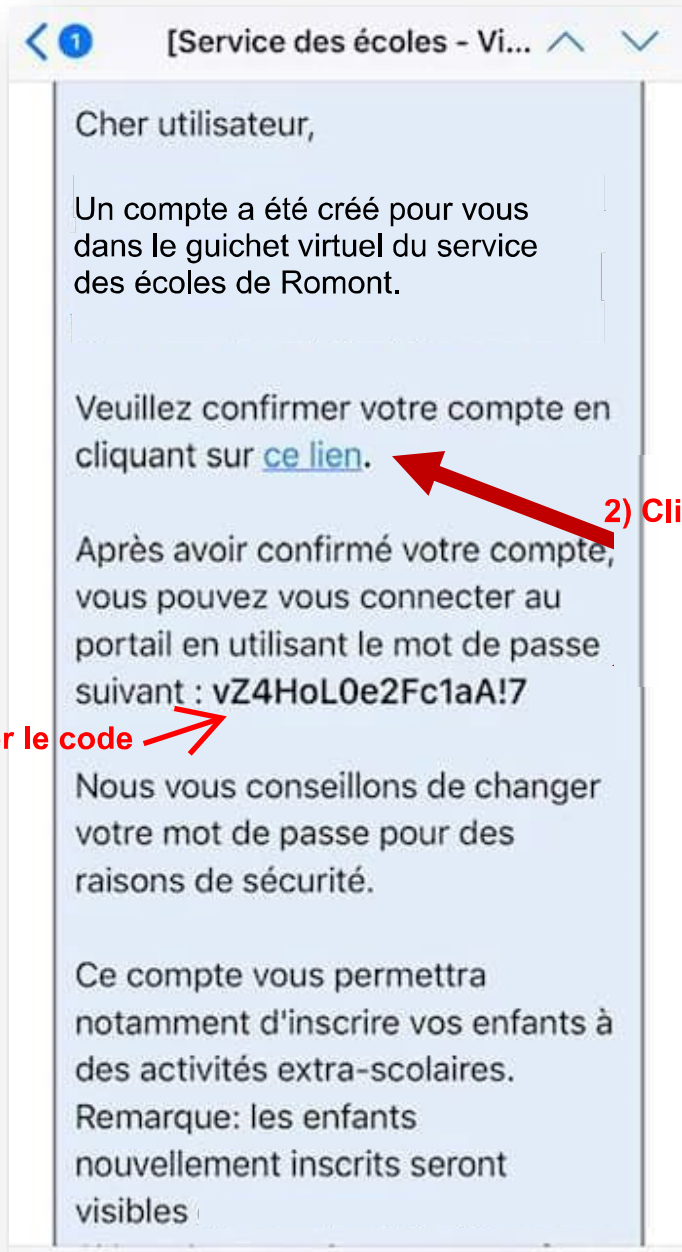 1
[Service des écoles - Vi...
Cher utilisateur,
Un compte a été créé pour vous
dans le guichet virtuel du service
des écoles de Romont.
Veuillez confirmer votre compte en
cliquant sur ce lien.
2) Cli
Après avoir confirmé votre compte,
vous pouvez vous connecter au
portail en utilisant le mot de passe
suivant : vZ4HoL0e2Fc1aA!7
r le code
Nous vous conseillons de changer
votre mot de passe pour des
raisons de sécurité.
Ce compte vous permettra
notamment d'inscrire vos enfants à
des activités extra-scolaires.
Remarque: les enfants
nouvellement inscrits seront
visibles